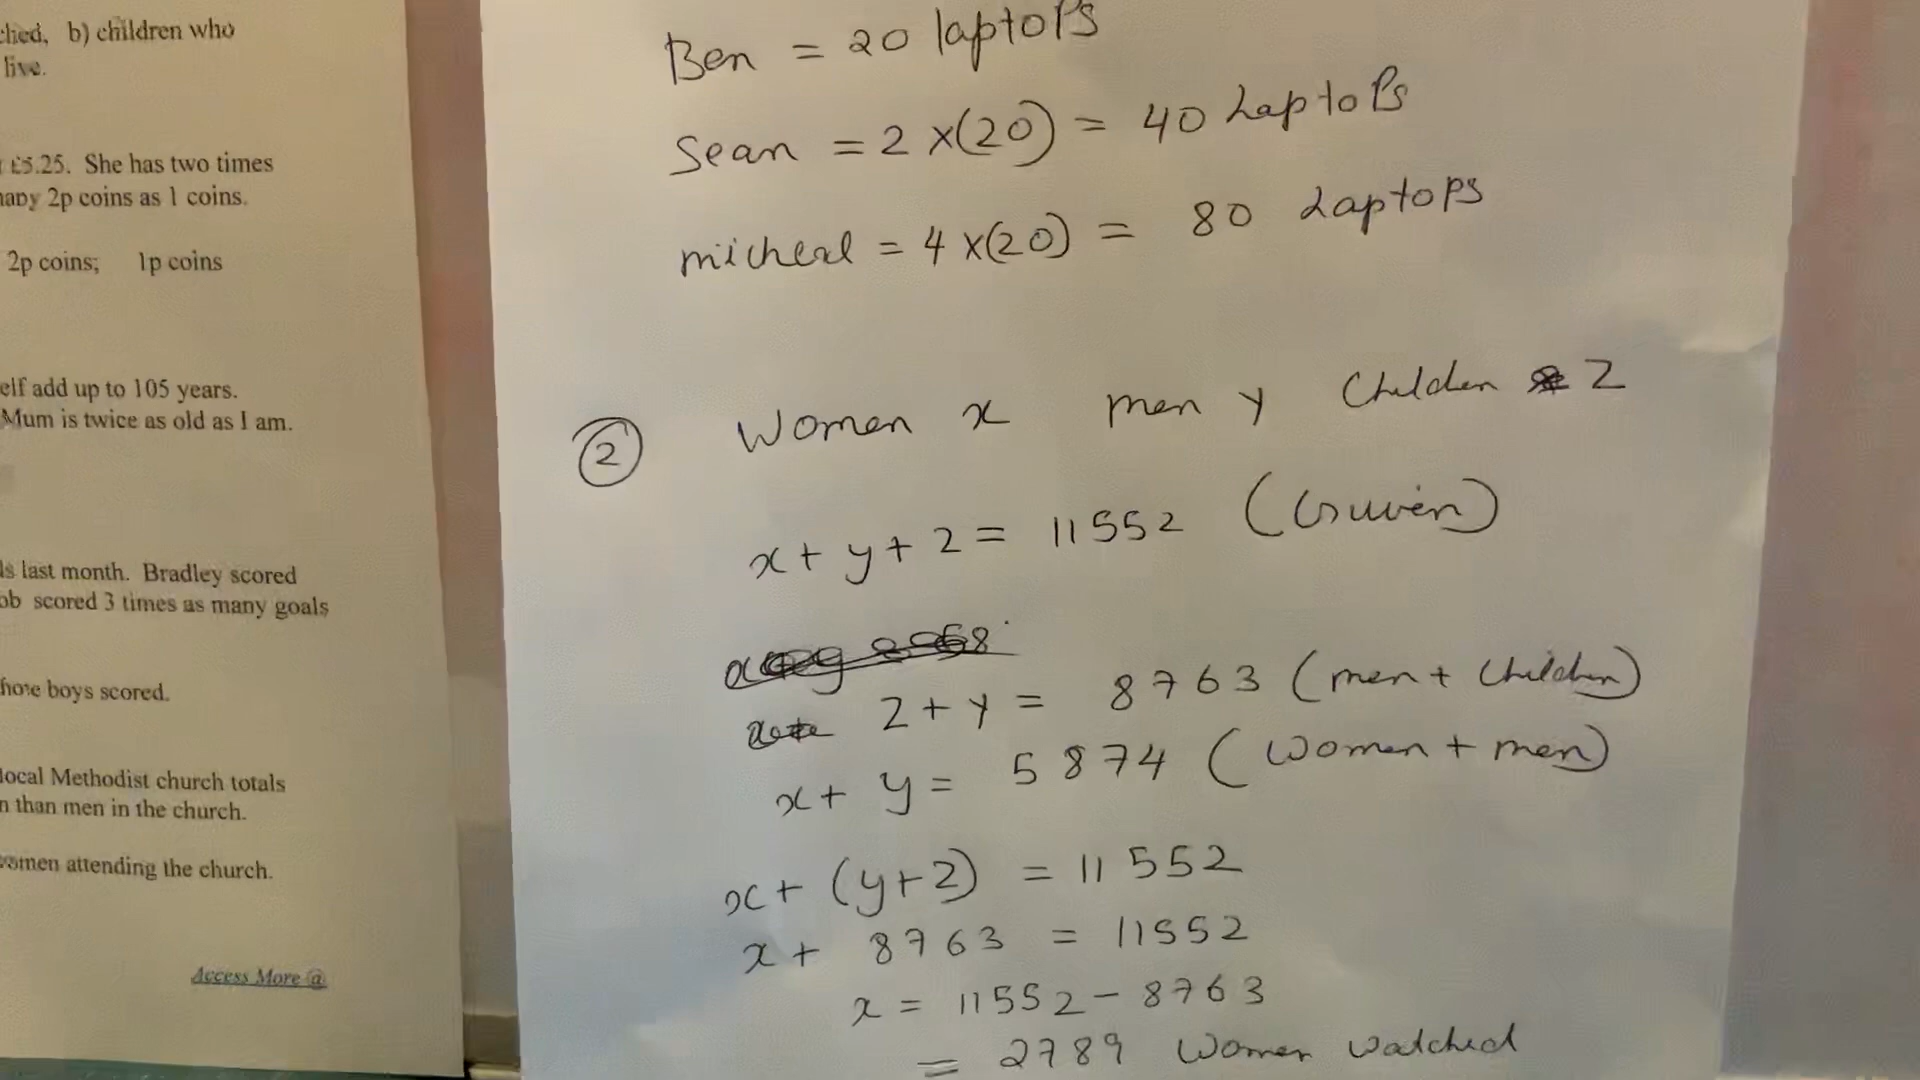 ched, b) children who
live.
£5.25. She has two times
many 2p coins as 1 coins.
2p coins; 1p coins
elf add up to 105 years.
Mum is twice as old as I am.
ls last month. Bradley scored
ob scored 3 times as many goals
hose boys scored.
local Methodist church totals
n than men in the church.
women attending the church.
Access More @
Ben = 20 laptops
Sean = 2 x(20) = 40 Laptops
micheal = 4 x(20) = 80 Laptops
2 Women x men y Childen z
x + y + z = 11552 (Guven)
z + y = 8763 (men + Children)
x + y = 5874 (Women + men)
x + (y+z) = 11552
x + 8763 = 11552
x = 11552 - 8763
= 2789 Women watched